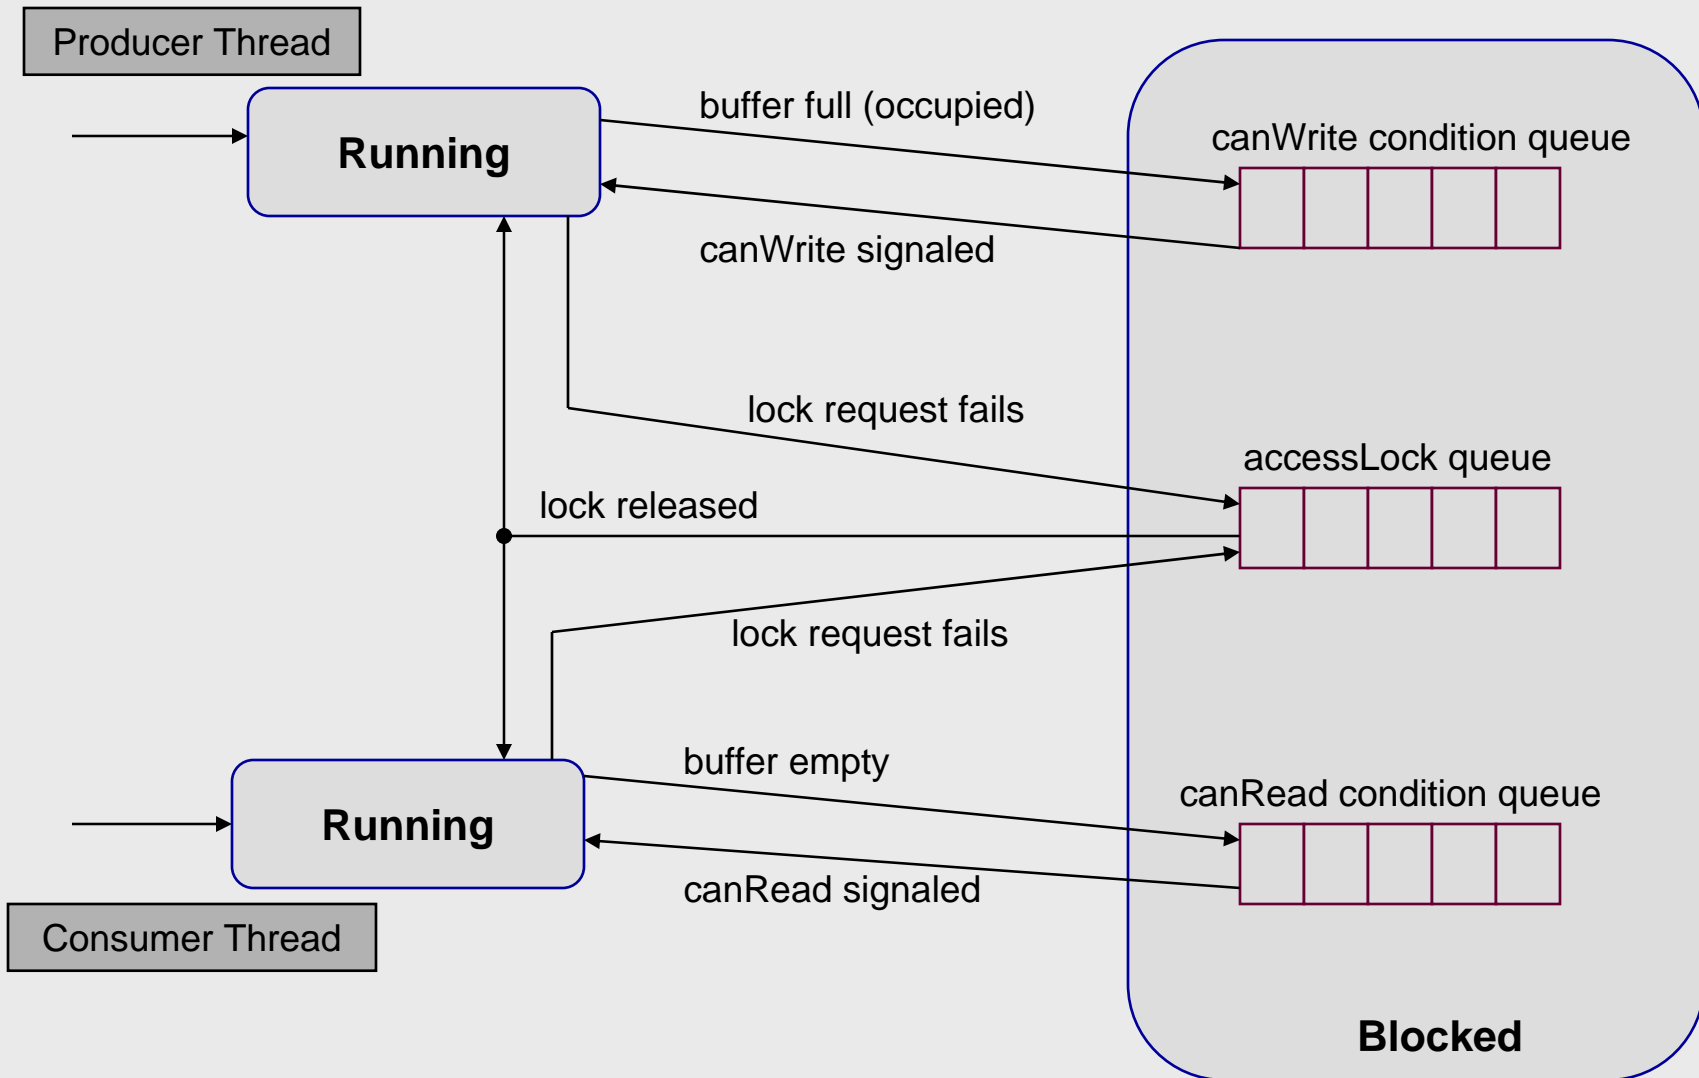 Producer Thread
buffer full (occupied)
canWrite condition queue
Running
canWrite signaled
lock request fails
accessLock queue
lock released
lock request fails
buffer empty
canRead condition queue
Running
canRead signaled
Consumer Thread
Blocked